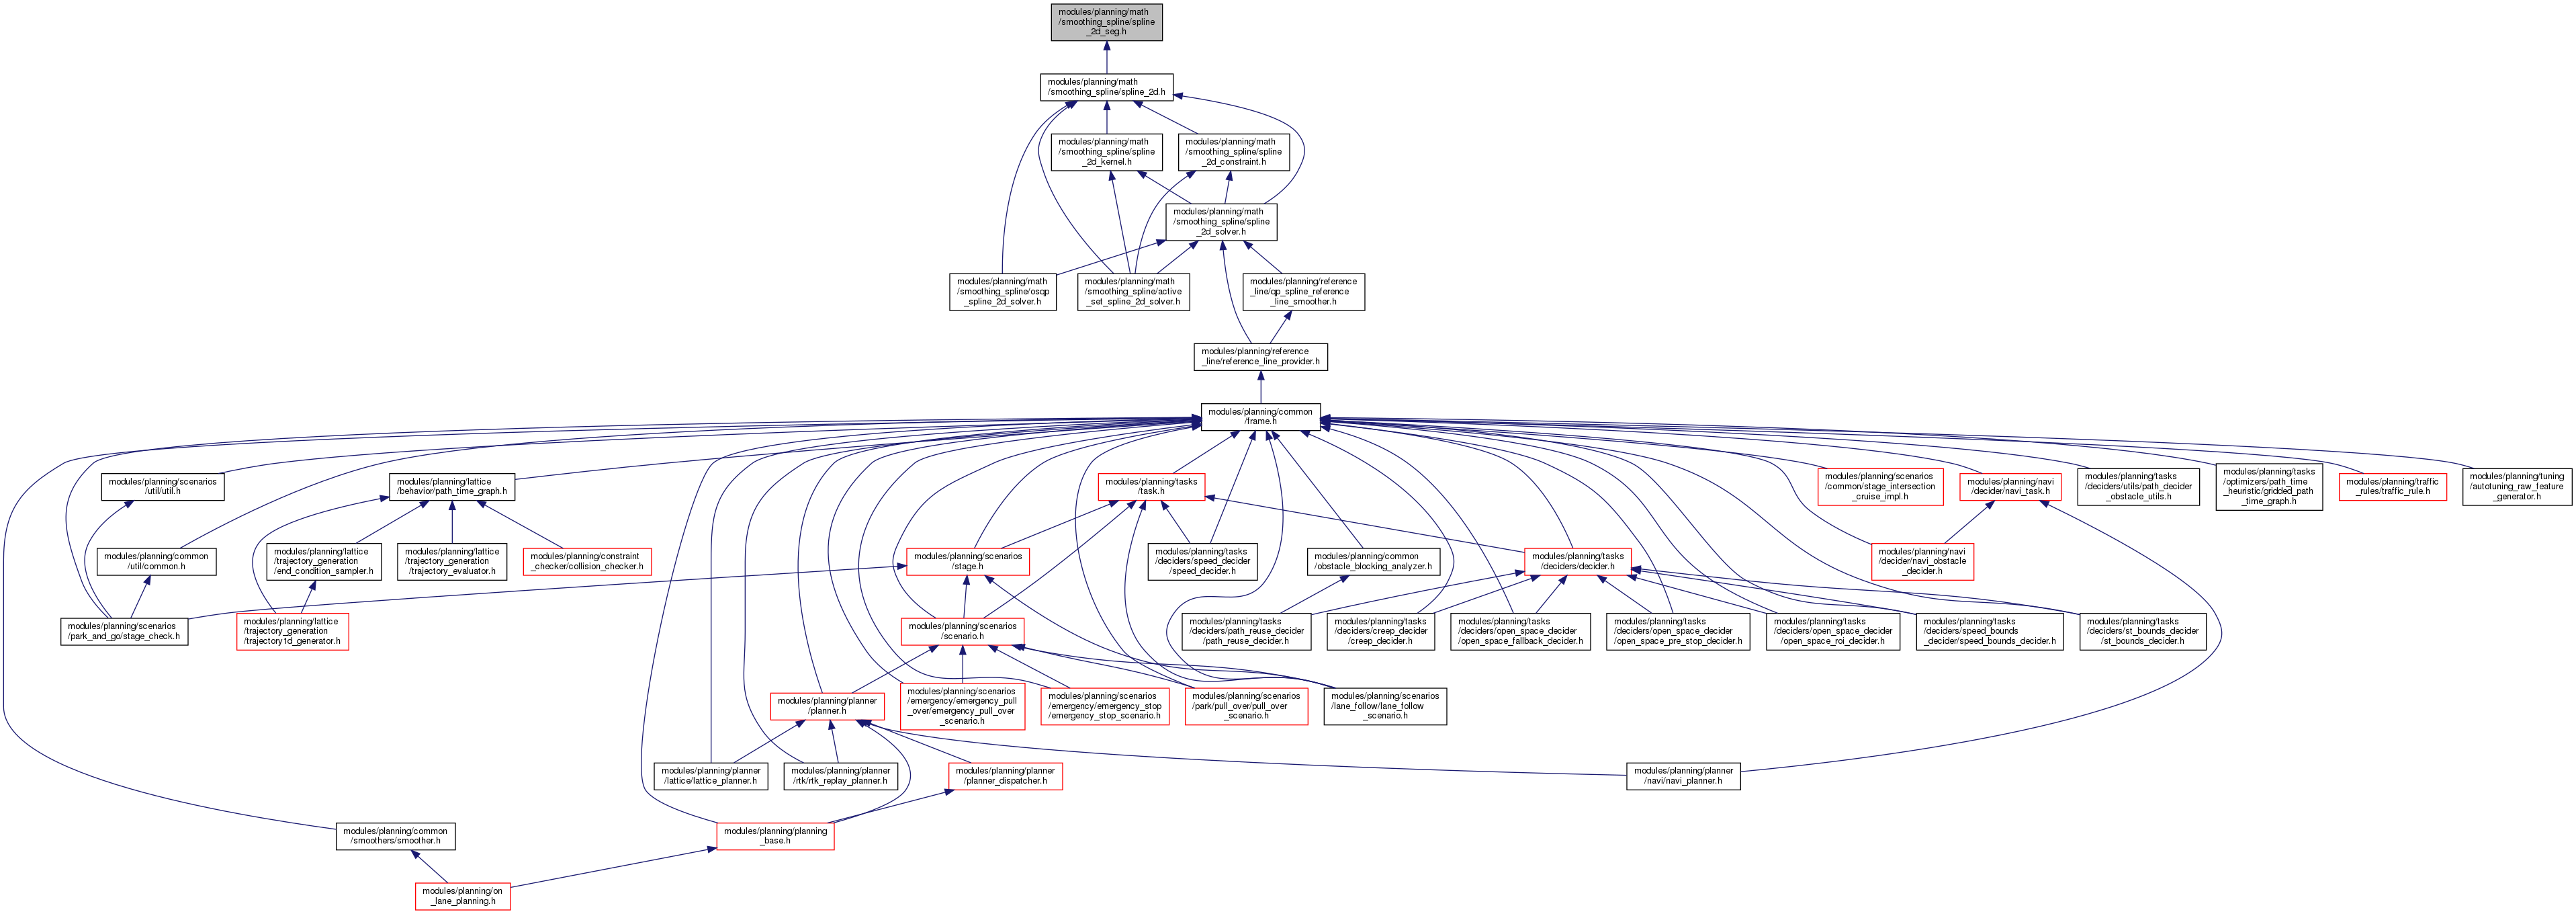 modules/planning/math
/smoothing_spline/spline
_2d_seg.h
modules/planning/math
/smoothing_spline/spline_2d.h
modules/planning/math
/smoothing_spline/spline
_2d_kernel.h
modules/planning/math
/smoothing_spline/spline
_2d_constraint.h
modules/planning/math
/smoothing_spline/spline
_2d_solver.h
modules/planning/math
/smoothing_spline/osqp
_spline_2d_solver.h
modules/planning/math
/smoothing_spline/active
_set_spline_2d_solver.h
modules/planning/reference
_line/qp_spline_reference
_line_smoother.h
modules/planning/reference
_line/reference_line_provider.h
modules/planning/common
/frame.h
modules/planning/scenarios
/util/util.h
modules/planning/lattice
/behavior/path_time_graph.h
modules/planning/tasks
/task.h
modules/planning/scenarios
/common/stage_intersection
_cruise_impl.h
modules/planning/navi
/decider/navi_task.h
modules/planning/tasks
/deciders/utils/path_decider
_obstacle_utils.h
modules/planning/tasks
/optimizers/path_time
_heuristic/gridded_path
_time_graph.h
modules/planning/traffic
_rules/traffic_rule.h
modules/planning/tuning
/autotuning_raw_feature
_generator.h
modules/planning/common
/util/common.h
modules/planning/lattice
/trajectory_generation
/end_condition_sampler.h
modules/planning/lattice
/trajectory_generation
/trajectory_evaluator.h
modules/planning/constraint
_checker/collision_checker.h
modules/planning/scenarios
/stage.h
modules/planning/tasks
/deciders/speed_decider
/speed_decider.h
modules/planning/common
/obstacle_blocking_analyzer.h
modules/planning/tasks
/deciders/decider.h
modules/planning/navi
/decider/navi_obstacle
_decider.h
modules/planning/scenarios
/park_and_go/stage_check.h
modules/planning/lattice
/trajectory_generation
/trajectory1d_generator.h
modules/planning/scenarios
/scenario.h
modules/planning/tasks
/deciders/path_reuse_decider
/path_reuse_decider.h
modules/planning/tasks
/deciders/creep_decider
/creep_decider.h
modules/planning/tasks
/deciders/open_space_decider
/open_space_fallback_decider.h
modules/planning/tasks
/deciders/open_space_decider
/open_space_pre_stop_decider.h
modules/planning/tasks
/deciders/open_space_decider
/open_space_roi_decider.h
modules/planning/tasks
/deciders/speed_bounds
_decider/speed_bounds_decider.h
modules/planning/tasks
/deciders/st_bounds_decider
/st_bounds_decider.h
modules/planning/planner
/planner.h
modules/planning/scenarios
/emergency/emergency_pull
_over/emergency_pull_over
_scenario.h
modules/planning/scenarios
/emergency/emergency_stop
/emergency_stop_scenario.h
modules/planning/scenarios
/park/pull_over/pull_over
_scenario.h
modules/planning/scenarios
/lane_follow/lane_follow
_scenario.h
modules/planning/planner
/lattice/lattice_planner.h
modules/planning/planner
/rtk/rtk_replay_planner.h
modules/planning/planner
/planner_dispatcher.h
modules/planning/planner
/navi/navi_planner.h
modules/planning/common
/smoothers/smoother.h
modules/planning/planning
_base.h
modules/planning/on
_lane_planning.h